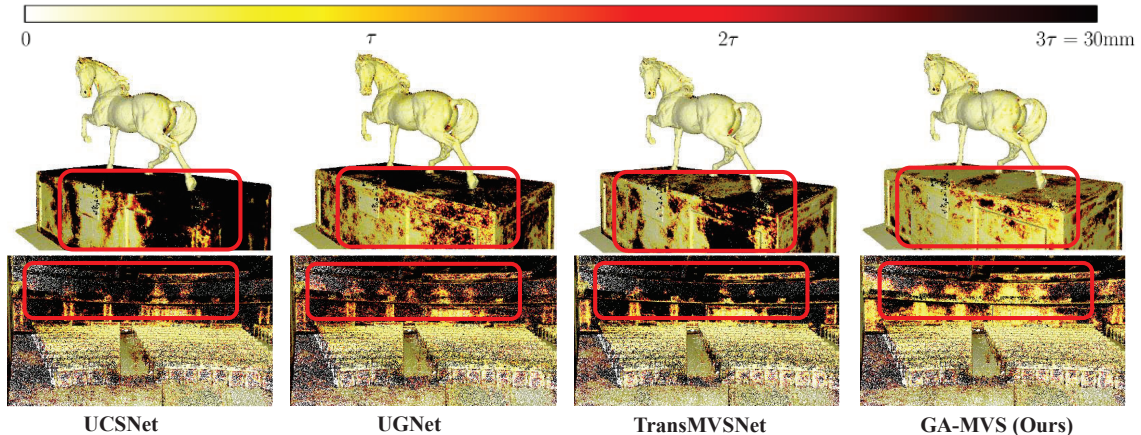 0 τ 2τ 3τ = 30mm
UCSNet UGNet TransMVSNet GA-MVS (Ours)